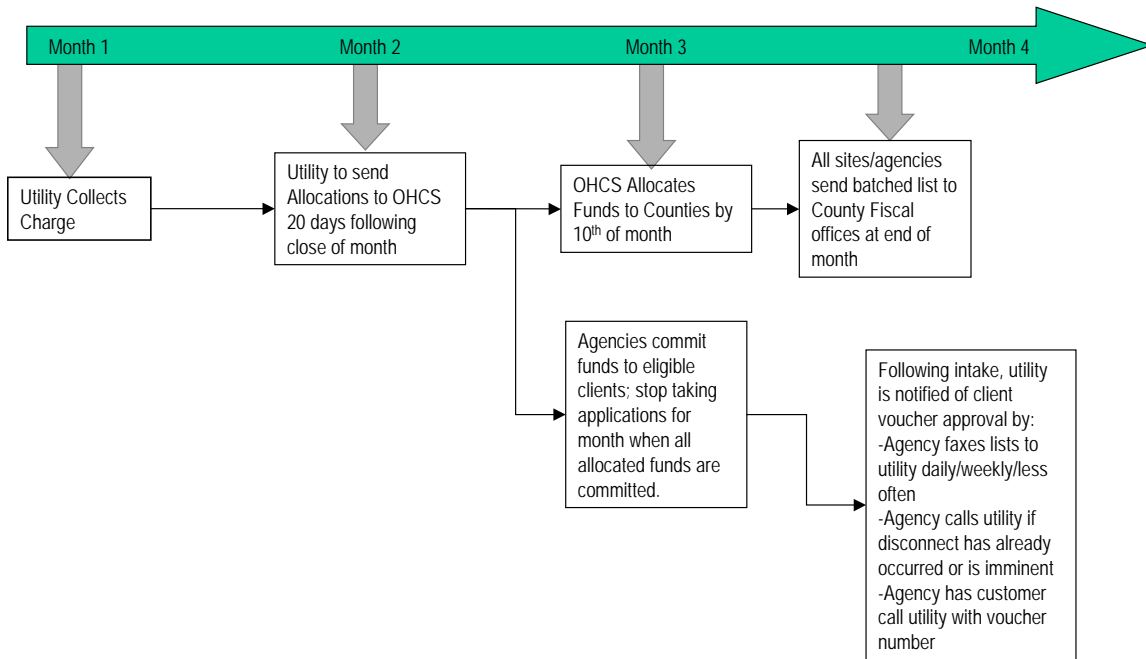 Month 1
Month 2
Month 3
Month 4
Utility Collects
Charge
Utility to send
Allocations to OHCS
20 days following
close of month
OHCS Allocates
Funds to Counties by
10th of month
All sites/agencies
send batched list to
County Fiscal
offices at end of
month
Agencies commit
funds to eligible
clients; stop taking
applications for
month when all
allocated funds are
committed.
Following intake, utility
is notified of client
voucher approval by:
-Agency faxes lists to
utility daily/weekly/less
often
-Agency calls utility if
disconnect has already
occurred or is imminent
-Agency has customer
call utility with voucher
number